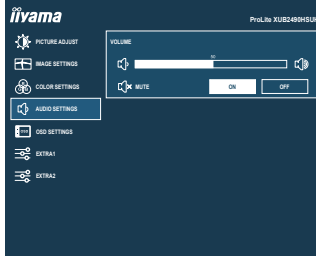 iiyama
ProLite XUB2490HSUH
PICTURE ADJUST
VOLUME
50
IMAGE SETTINGS
COLOR SETTINGS
MUTE
ON
OFF
AUDIO SETTINGS
OSD SETTINGS
EXTRA1
EXTRA2